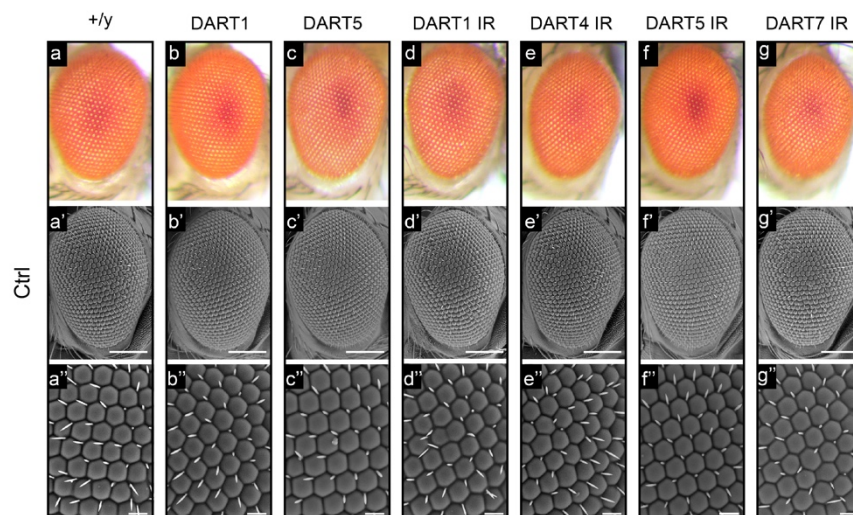 +/y DART1 DART5 DART1 IR DART4 IR DART5 IR DART7 IR
a b c d e f g
a' b' c' d' e' f' g'
Ctrl
a" b" c" d" e" f" g"